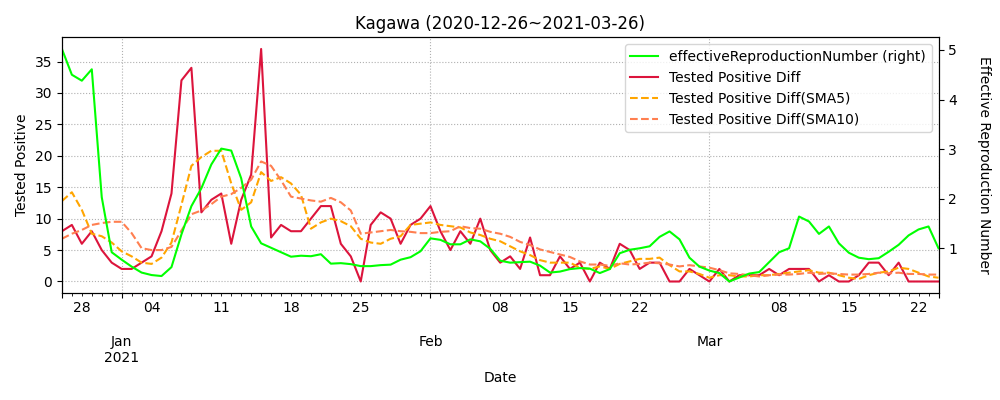 Kagawa (2020-12-26~2021-03-26)
effectiveReproductionNumber (right)
Tested Positive Diff
Tested Positive Diff(SMA5)
Tested Positive Diff(SMA10)
Tested Positive
35
30
25
20
15
10
5
0
5
4
3
2
1
Effective Reproduction Number
28 04 11 18 25 08 15 22 08 15 22
Jan Feb Mar
2021
Date